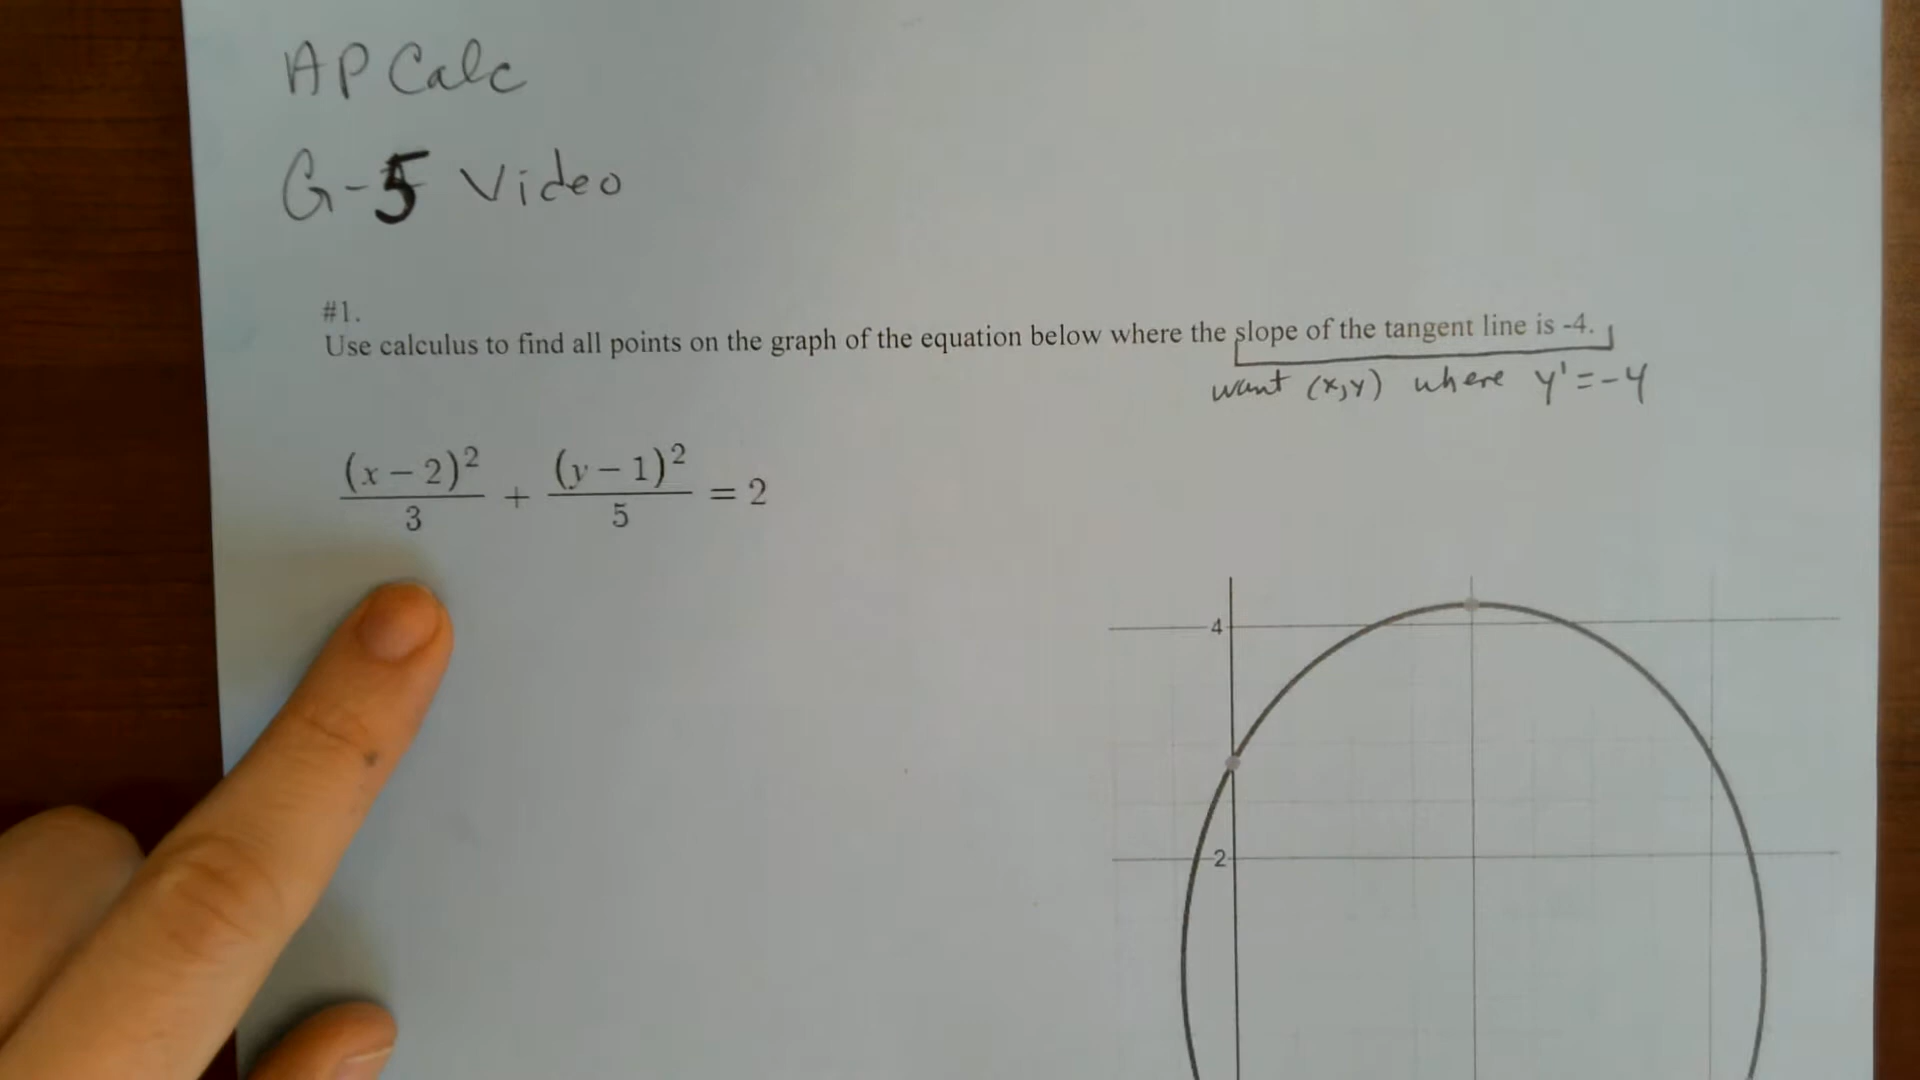 AP Calc
G-5 Video
#1.
Use calculus to find all points on the graph of the equation below where the slope of the tangent line is -4.
want (x,y) where y'=-4
(x − 2)²/3 + (y − 1)²/5 = 2
4
2